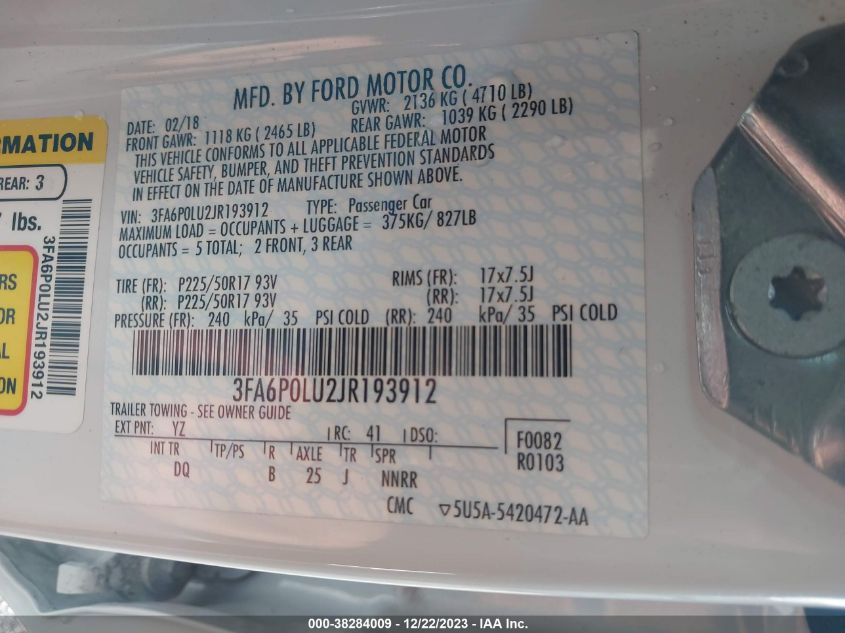 MFD. BY FORD MOTOR CO.
DATE: 02/18 GVWR: 2136 KG ( 4710 LB)
FRONT GAWR: 1118 KG ( 2465 LB) REAR GAWR: 1039 KG ( 2290 LB)
THIS VEHICLE CONFORMS TO ALL APPLICABLE FEDERAL MOTOR
VEHICLE SAFETY, BUMPER, AND THEFT PREVENTION STANDARDS
IN EFFECT ON THE DATE OF MANUFACTURE SHOWN ABOVE.
VIN: 3FA6P0LU2JR193912 TYPE: Passenger Car
MAXIMUM LOAD = OCCUPANTS + LUGGAGE = 375KG/ 827LB
OCCUPANTS = 5 TOTAL; 2 FRONT, 3 REAR
TIRE (FR): P225/50R17 93V RIMS (FR): 17x7.5J
(RR): P225/50R17 93V (RR): 17x7.5J
PRESSURE (FR): 240 kPa/ 35 PSI COLD (RR): 240 kPa/ 35 PSI COLD
3FA6P0LU2JR193912
TRAILER TOWING - SEE OWNER GUIDE
EXT PNT: YZ RC: 41 DSO:
F0082
INT TR TP/PS R AXLE TR SPR
R0103
DQ B 25 J NNRR
CMC ▽5U5A-5420472-AA
RMATION
REAR: 3
lbs.
3FA6P0LU2JR193912
RS
OR
AL
000-38284009 - 12/22/2023 - IAA Inc.